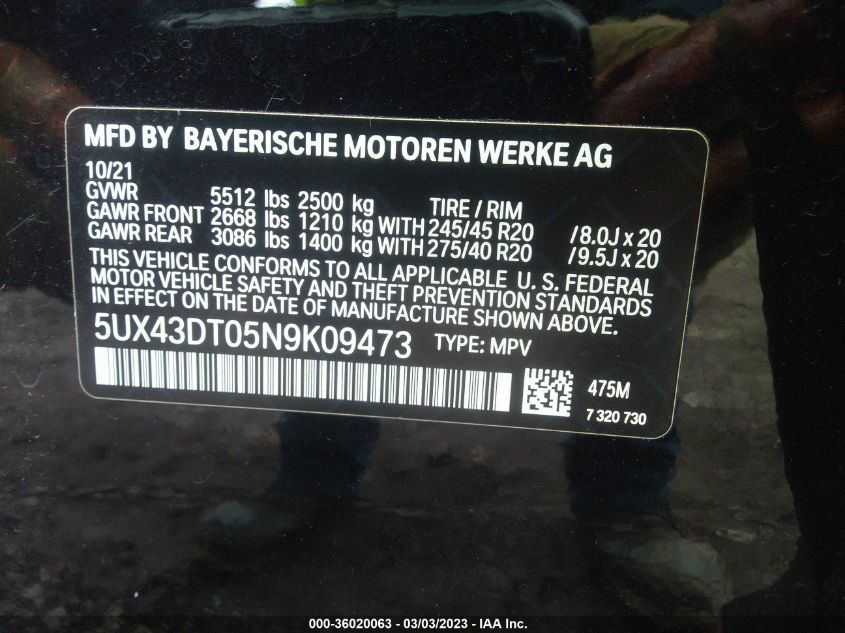 MFD BY BAYERISCHE MOTOREN WERKE AG
10/21
GVWR 5512 lbs 2500 kg TIRE / RIM
GAWR FRONT 2668 lbs 1210 kg WITH 245/45 R20 /8.0J x 20
GAWR REAR 3086 lbs 1400 kg WITH 275/40 R20 /9.5J x 20
THIS VEHICLE CONFORMS TO ALL APPLICABLE U. S. FEDERAL
MOTOR VEHICLE SAFETY AND THEFT PREVENTION STANDARDS
IN EFFECT ON THE DATE OF MANUFACTURE SHOWN ABOVE.
5UX43DT05N9K09473 TYPE: MPV
475M
7 320 730
000-36020063 - 03/03/2023 - IAA Inc.